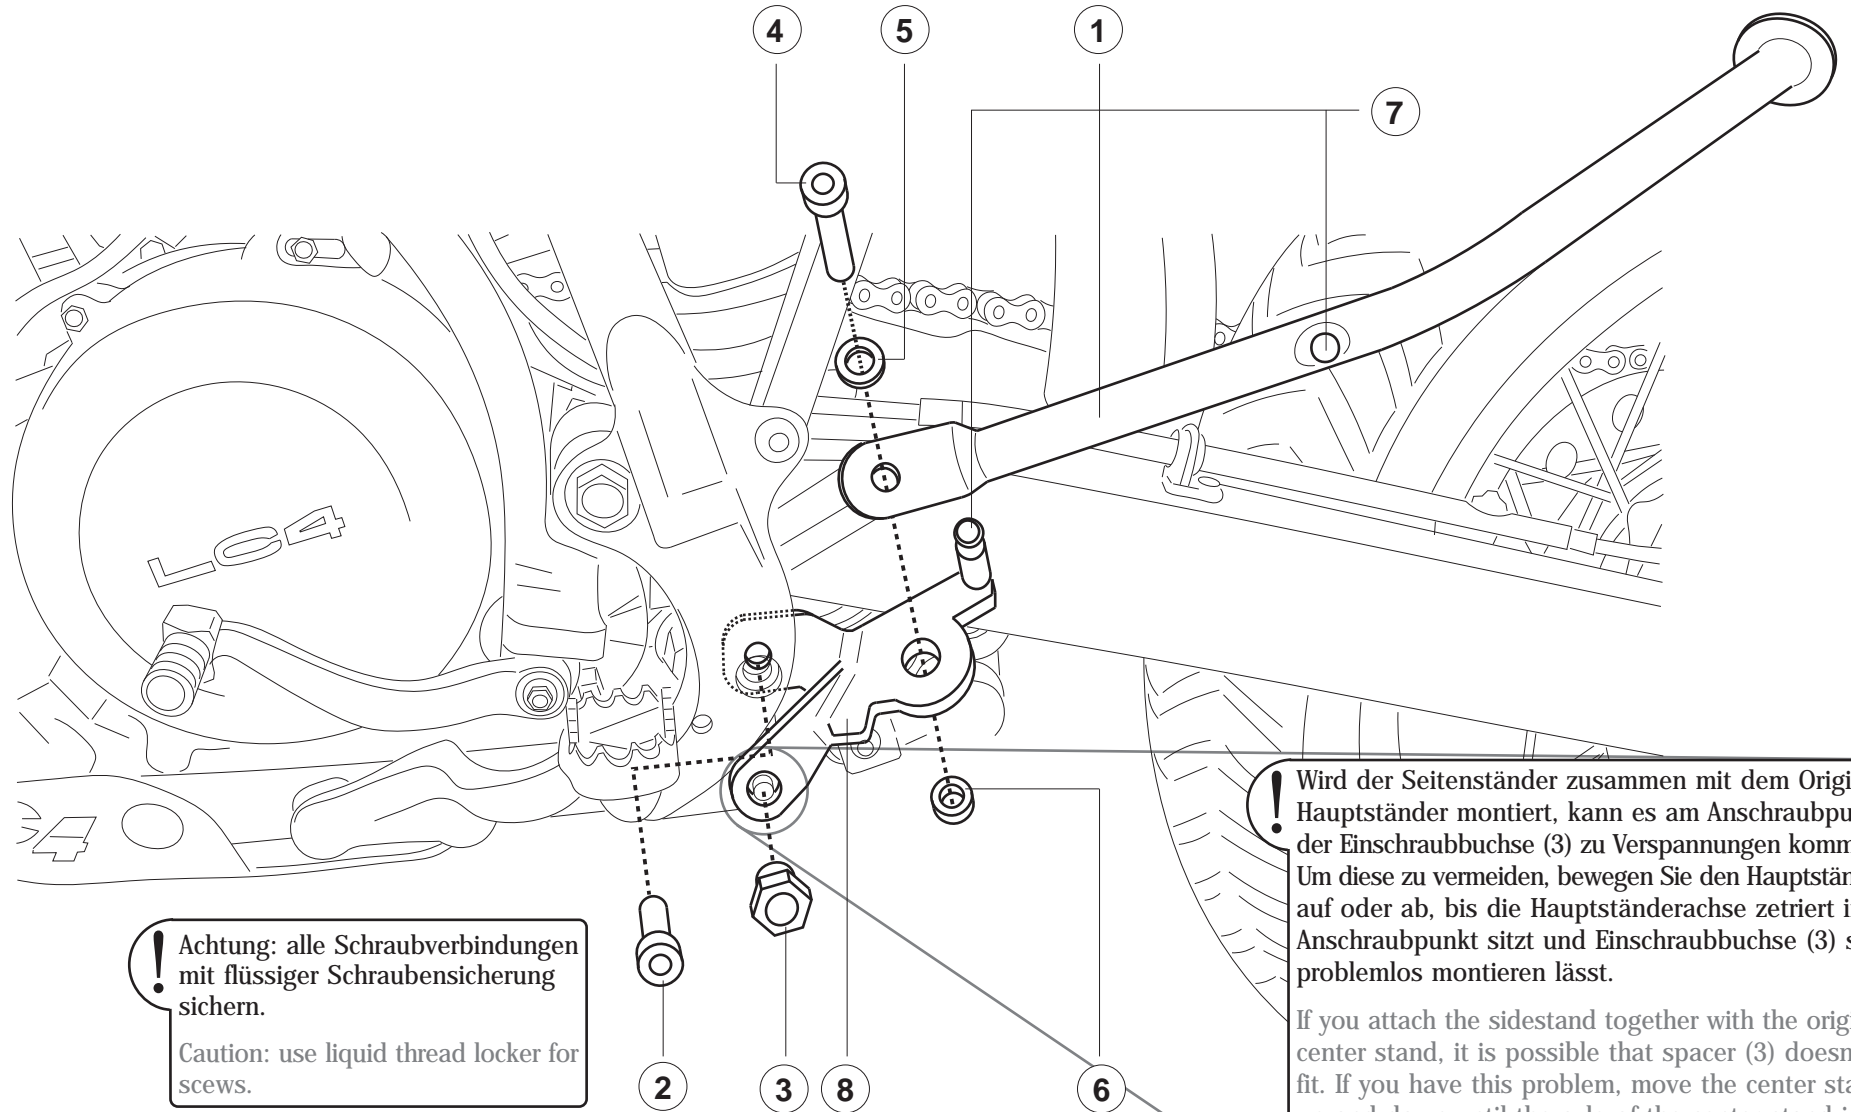 4
5
1
7
LC4
4
Achtung: alle Schraubverbindungen
mit flüssiger Schraubensicherung
sichern.
Caution: use liquid thread locker for
scews.
! Wird der Seitenständer zusammen mit dem Origi
Hauptständer montiert, kann es am Anschraubpu
der Einschraubbuchse (3) zu Verspannungen komm
Um diese zu vermeiden, bewegen Sie den Hauptstän
auf oder ab, bis die Hauptständerachse zetriert i
Anschraubpunkt sitzt und Einschraubbuchse (3) s
problemlos montieren lässt.
If you attach the sidestand together with the orig
center stand, it is possible that spacer (3) doesn
fit. If you have this problem, move the center sta
!
2
3
8
6